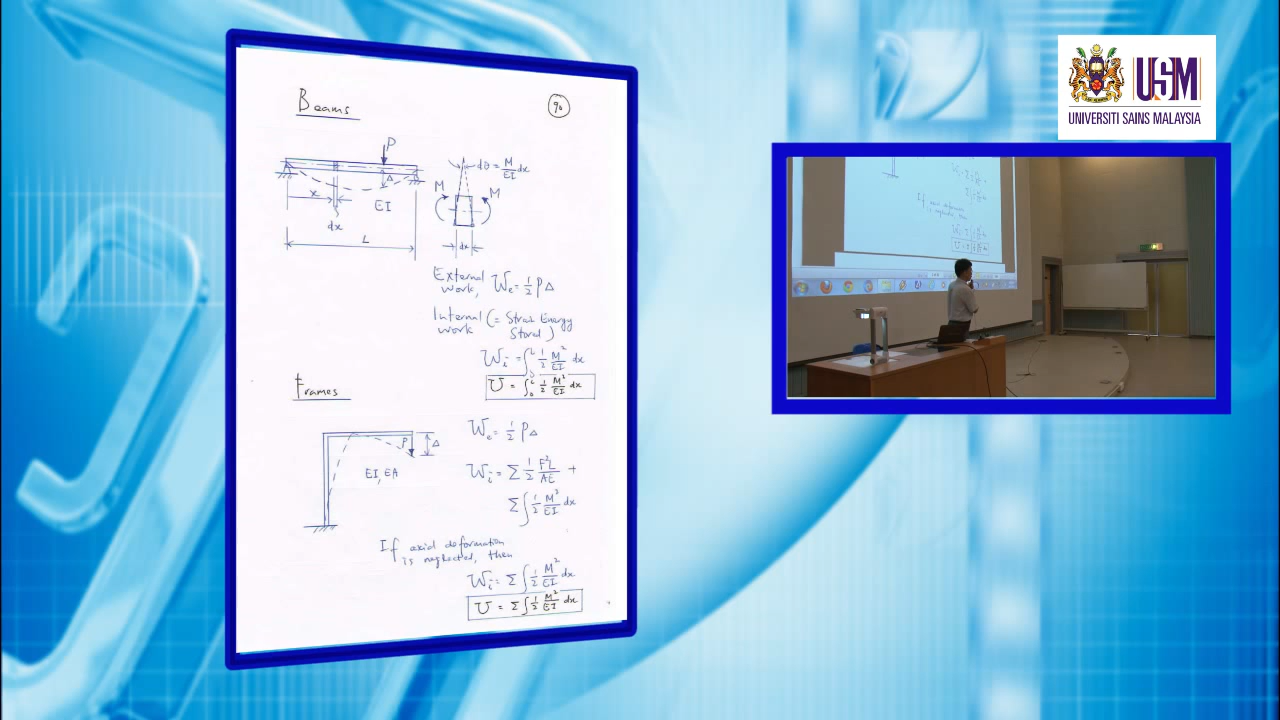 Beams
90
P
dθ = M/EI dx
Δ
M
M
x
EI
dx
dx
L
External work, We = 1/2 PΔ
Internal work (= Strain Energy Stored)
Wi = ∫₀ᴸ 1/2 M²/EI dx
U = ∫₀ᴸ 1/2 M²/EI dx
Frames
We = 1/2 PΔ
P
Δ
EI, EA
Wi = Σ 1/2 F²L/AE +
Σ ∫ 1/2 M²/EI dx
If axial deformation
is neglected, then
Wi = Σ ∫ 1/2 M²/EI dx
U = Σ ∫ 1/2 M²/EI dx
USM
UNIVERSITI SAINS MALAYSIA